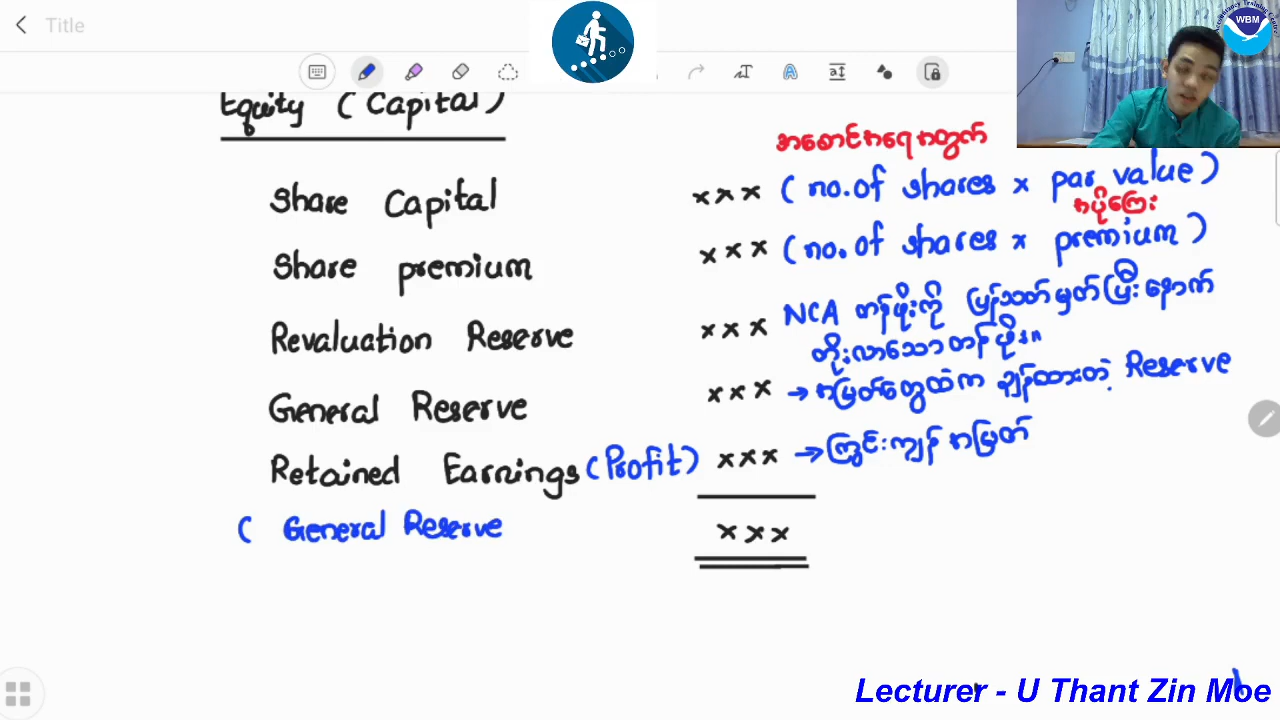 Title
WBM
Equity (Capital)
အစောင်အရေအတွက်
Share Capital xxx (no.of shares x par value)
အပိုကြေး
Share premium xxx (no.of shares x premium)
Revaluation Reserve xxx NCA တန်ဖိုးကို ပြန်သတ်မှတ်ပြီးနောက်
တိုးလာသောတန်ဖိုး။
General Reserve xxx → အမြတ်တွေထဲက ချန်ထားတဲ့ Reserve
Retained Earnings (Profit) xxx → ကြွင်းကျန် အမြတ်
( General Reserve xxx
Lecturer - U Thant Zin Moe